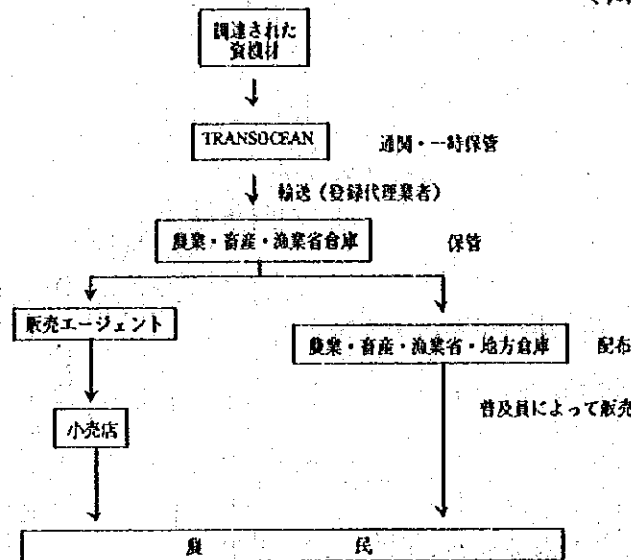 調達された
資機材
TRANSOCEAN
通関・一時保管
輸送（登録代理業者）
農業・畜産・漁業省倉庫
保管
販売エージェント
農業・畜産・漁業省・地方倉庫
配布
普及員によって販売
小売店
農 民